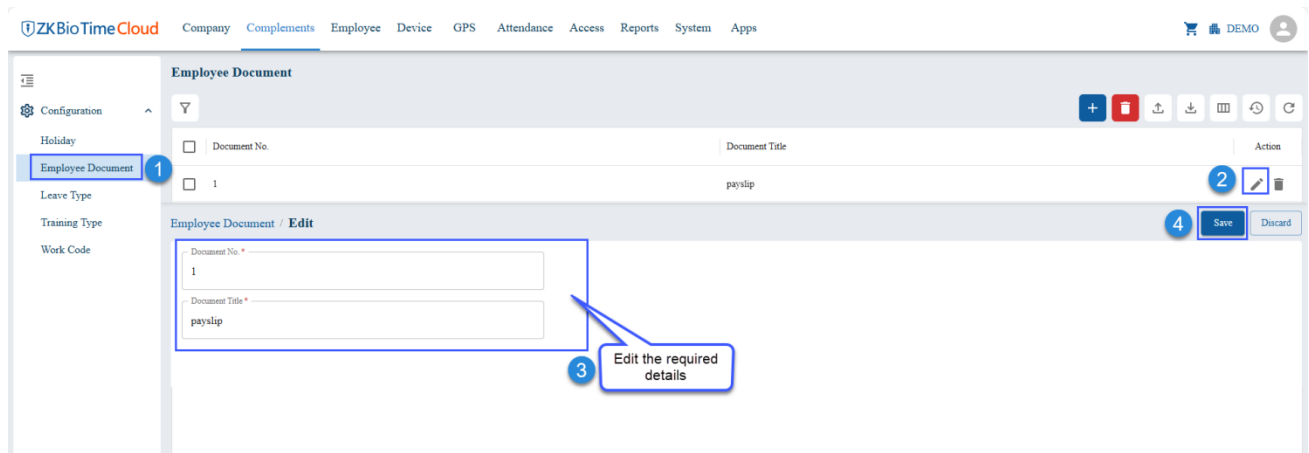 ZKBioTime Cloud Company Complements Employee Device GPS Attendance Access Reports System Apps DEMO
Employee Document
Configuration
Holiday
Document No. Document Title Action
Employee Document 1
1 payslip 2
Leave Type
Training Type
Employee Document / Edit 4 Save Discard
Work Code
Document No. *
1
Document Title *
payslip
3 Edit the required
details